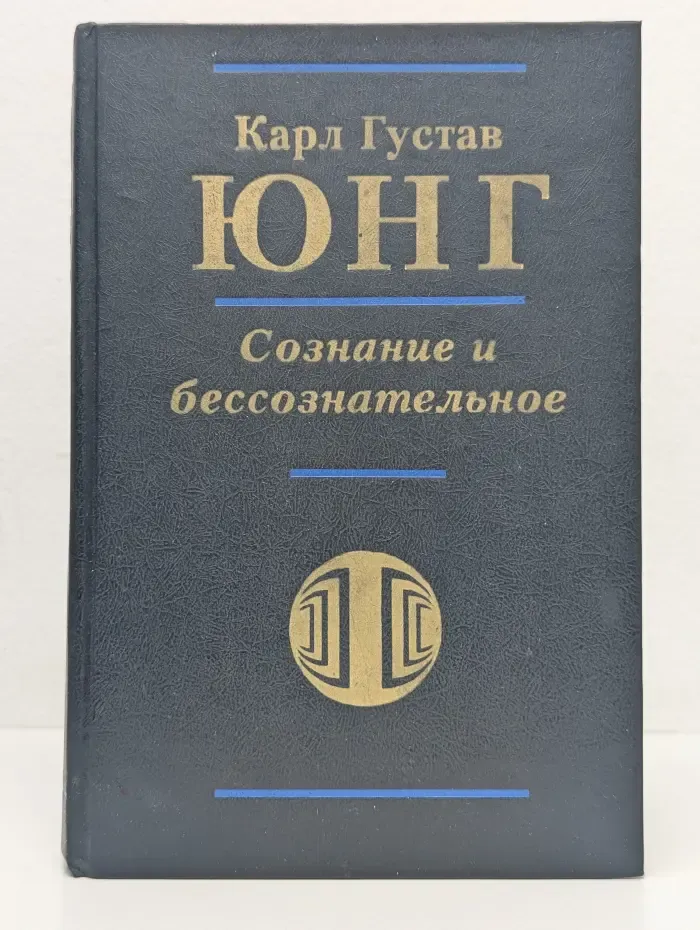 Карл Густав
ЮНГ
Сознание и
бессознательное